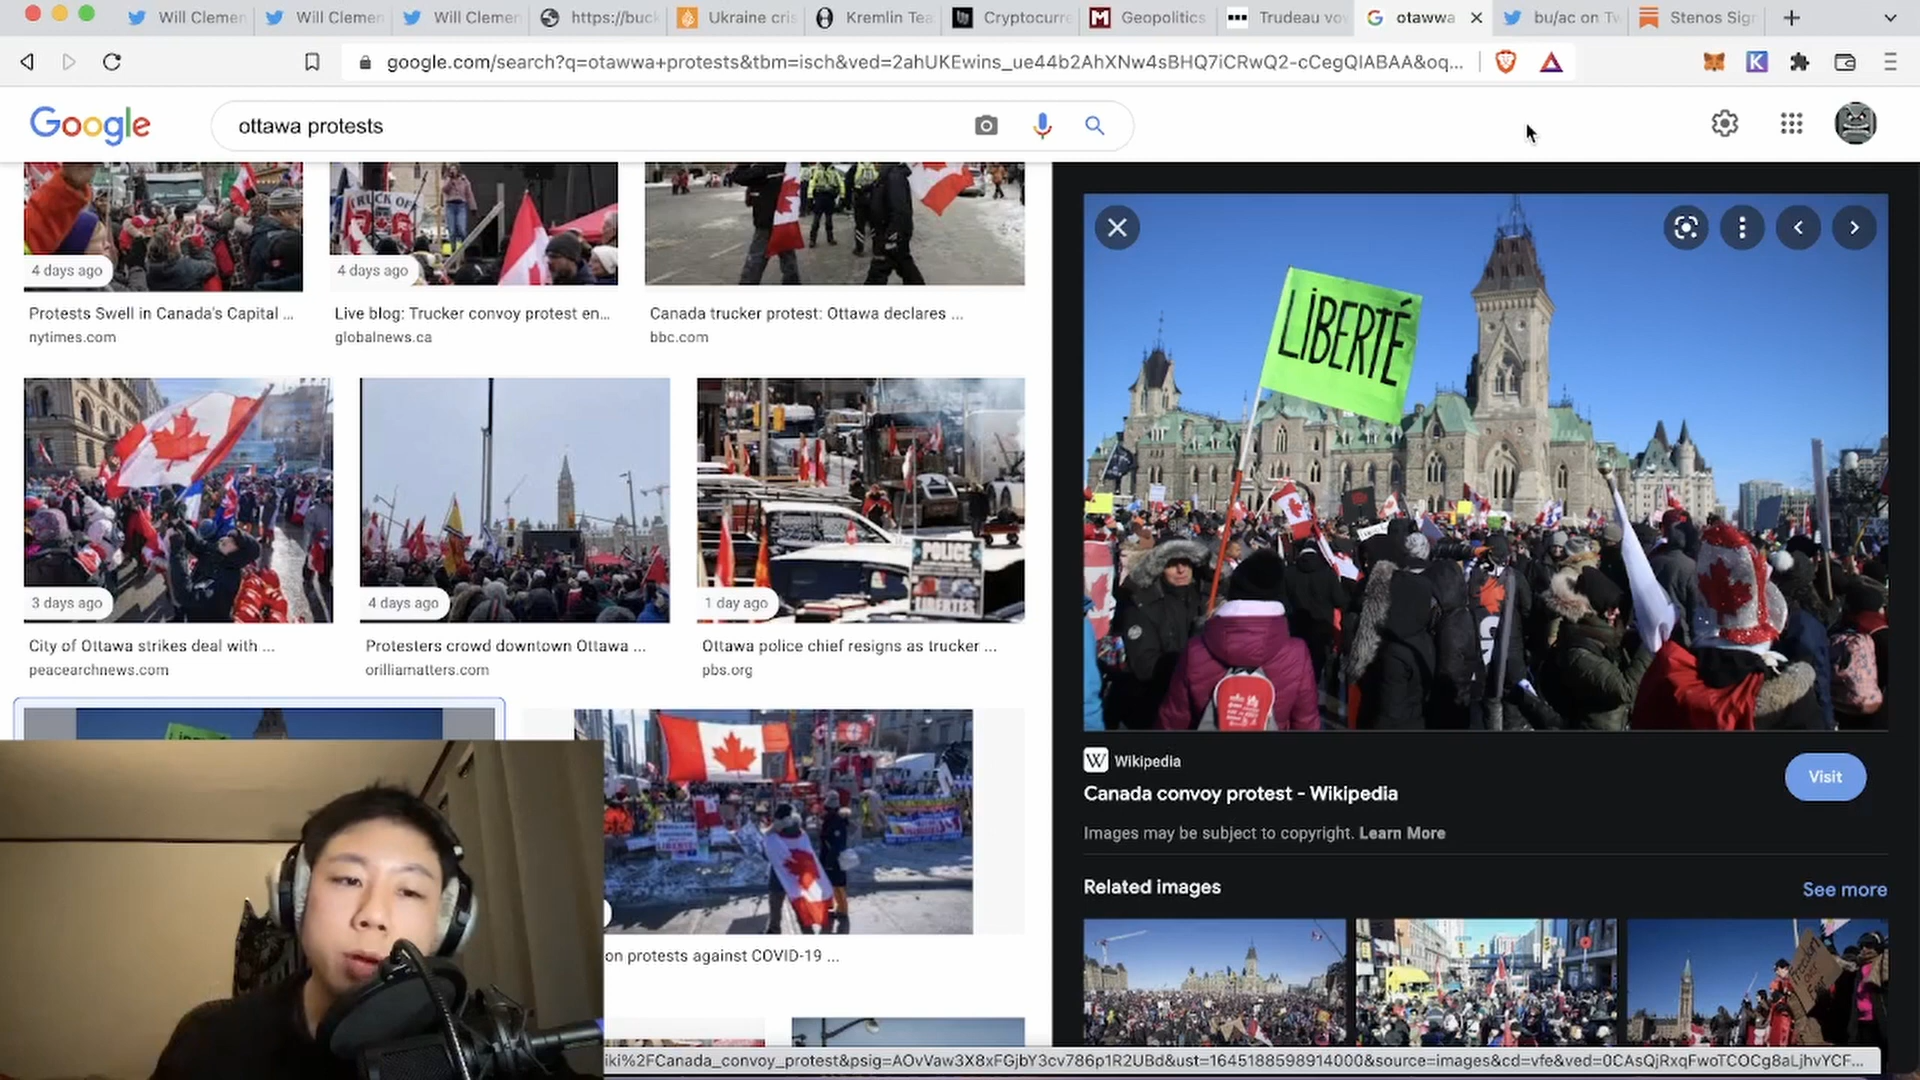 Will Clemen
Will Clemen
Will Clemen
https://buck
Ukraine cris
Kremlin Tea
Cryptocurre
Geopolitics
Trudeau vow
otawwa
bu/ac on Tw
Stenos Sign
google.com/search?q=otawwa+protests&tbm=isch&ved=2ahUKEwins_ue44b2AhXNw4sBHQ7iCRwQ2-cCegQIABAA&oq...
Google
ottawa protests
TRUCK OFF
4 days ago
4 days ago
Protests Swell in Canada's Capital ...
nytimes.com
Live blog: Trucker convoy protest en...
globalnews.ca
Canada trucker protest: Ottawa declares ...
bbc.com
POLICE
3 days ago
4 days ago
1 day ago
City of Ottawa strikes deal with ...
peacearchnews.com
Protesters crowd downtown Ottawa ...
orilliamatters.com
Ottawa police chief resigns as trucker ...
pbs.org
on protests against COVID-19 ...
LiBERTÉ
W Wikipedia
Canada convoy protest - Wikipedia
Visit
Images may be subject to copyright. Learn More
Related images
See more
iki%2FCanada_convoy_protest&psig=AOvVaw3X8xFGjbY3cv786p1R2UBd&ust=1645188598914000&source=images&cd=vfe&ved=0CAsQjRxqFwoTCOCg8aLjhvYCF...